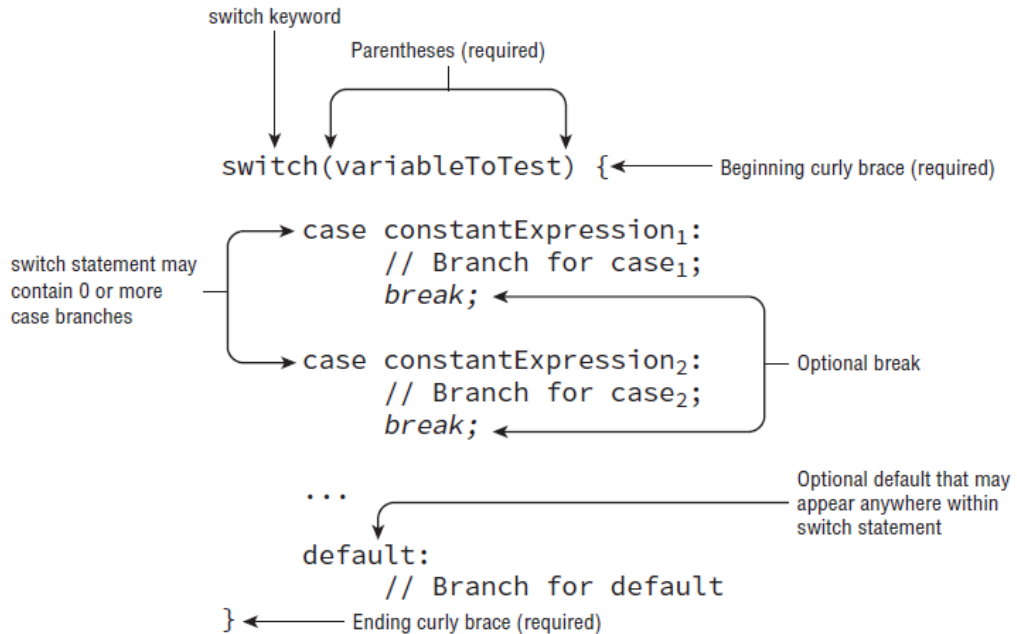 switch keyword
Parentheses (required)
switch(variableToTest) {
Beginning curly brace (required)
case constantExpression₁:
// Branch for case₁;
break;
switch statement may
contain 0 or more
case branches
case constantExpression₂:
// Branch for case₂;
break;
Optional break
...
Optional default that may
appear anywhere within
switch statement
default:
// Branch for default
}
Ending curly brace (required)